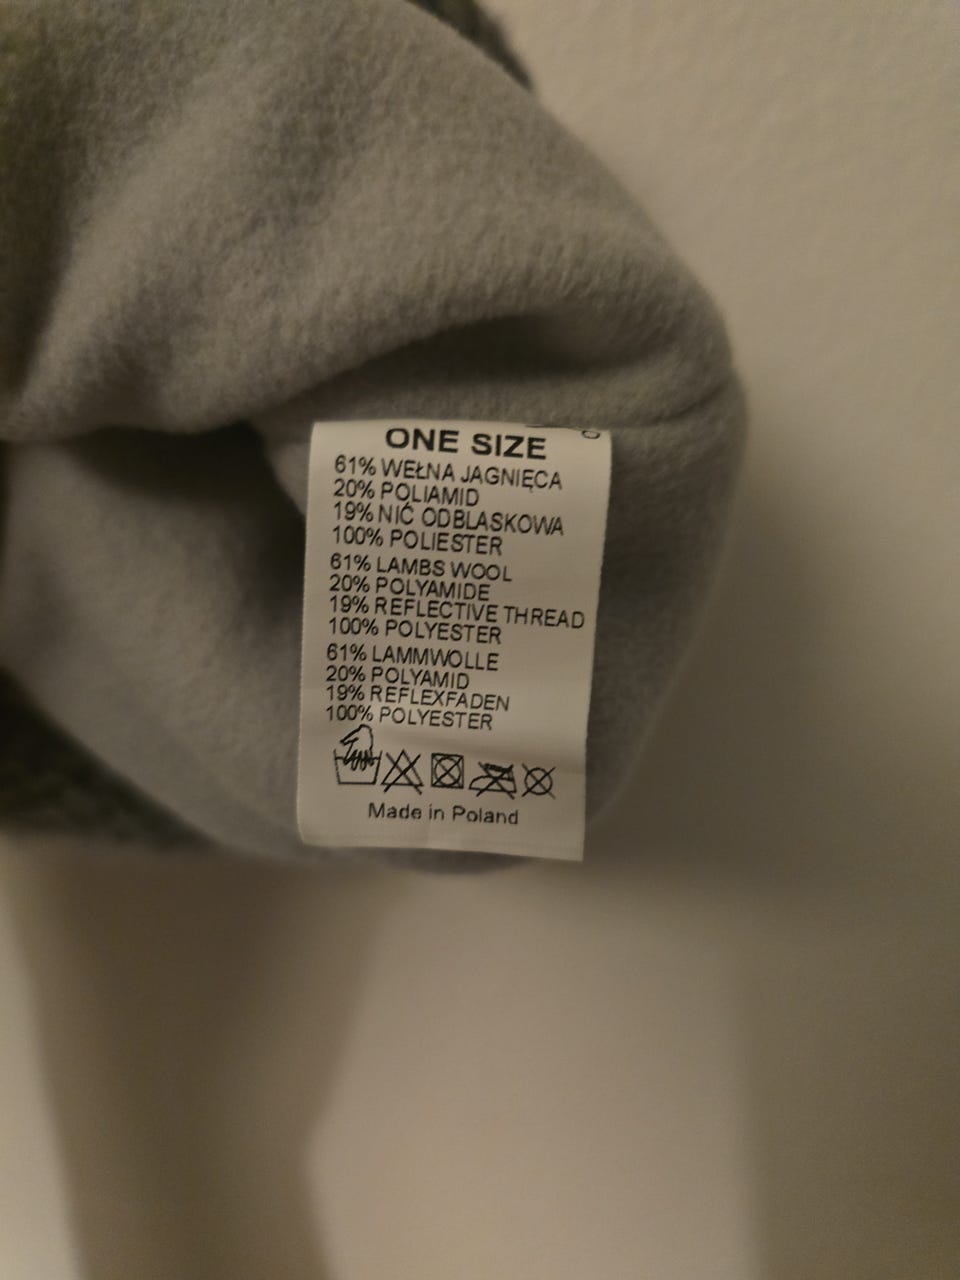 ONE SIZE
61% WEŁNA JAGNIĘCA
20% POLIAMID
19% NIĆ ODBLASKOWA
100% POLIESTER
61% LAMBS WOOL
20% POLYAMIDE
19% REFLECTIVE THREAD
100% POLYESTER
61% LAMMWOLLE
20% POLYAMID
19% REFLEXFADEN
100% POLYESTER
Made in Poland